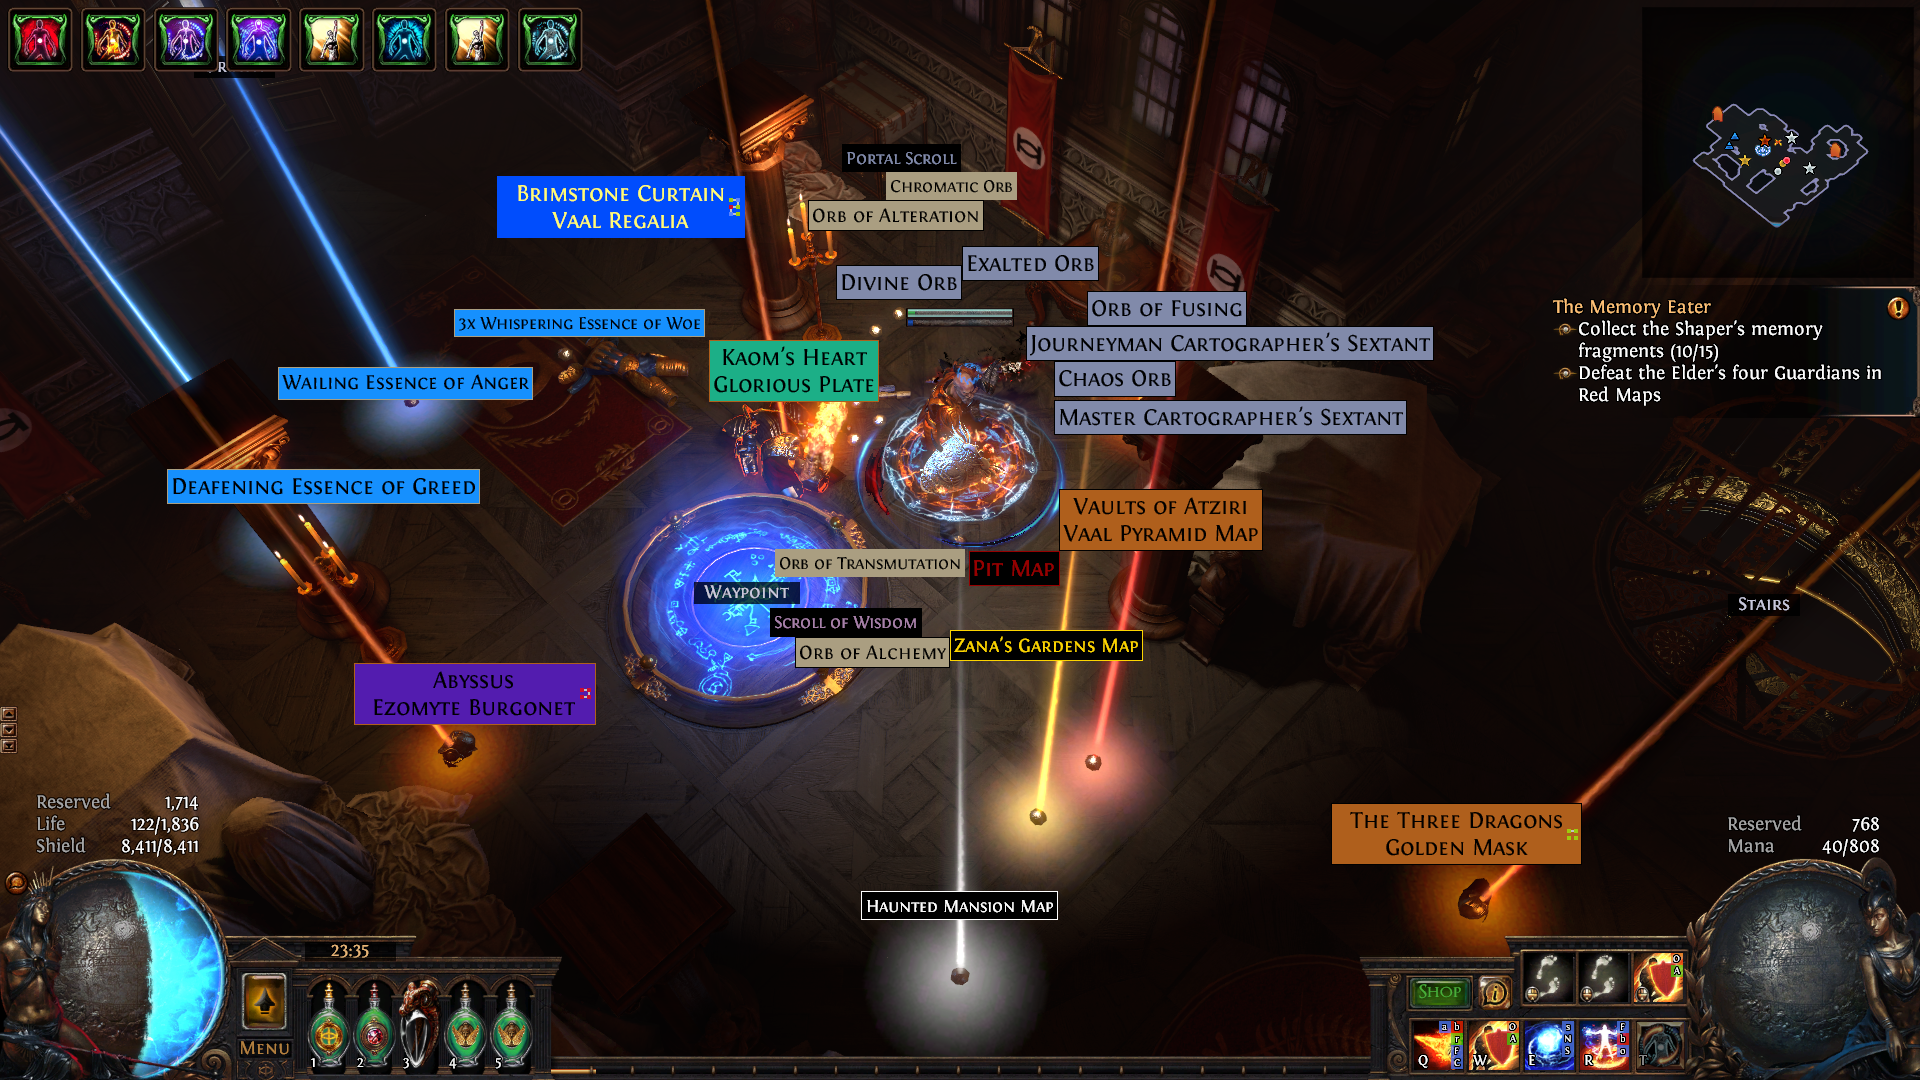 Portal Scroll
Chromatic Orb
Orb of Alteration
Brimstone Curtain
Vaal Regalia
Exalted Orb
Divine Orb
Orb of Fusing
3x Whispering Essence of Woe
Journeyman Cartographer's Sextant
Kaom's Heart
Glorious Plate
Chaos Orb
Wailing Essence of Anger
Master Cartographer's Sextant
Deafening Essence of Greed
Vaults of Atziri
Vaal Pyramid Map
Orb of Transmutation
Pit Map
Waypoint
Scroll of Wisdom
Orb of Alchemy
Zana's Gardens Map
Abyssus
Ezomyte Burgonet
Stairs
The Three Dragons
Golden Mask
Haunted Mansion Map
The Memory Eater
Collect the Shaper's memory
fragments (10/15)
Defeat the Elder's four Guardians in
Red Maps
Reserved 1,714
Life 122/1,836
Shield 8,411/8,411
Reserved 768
Mana 40/808
23:35
Menu
1 2 3 4 5
Shop
Q W E R T